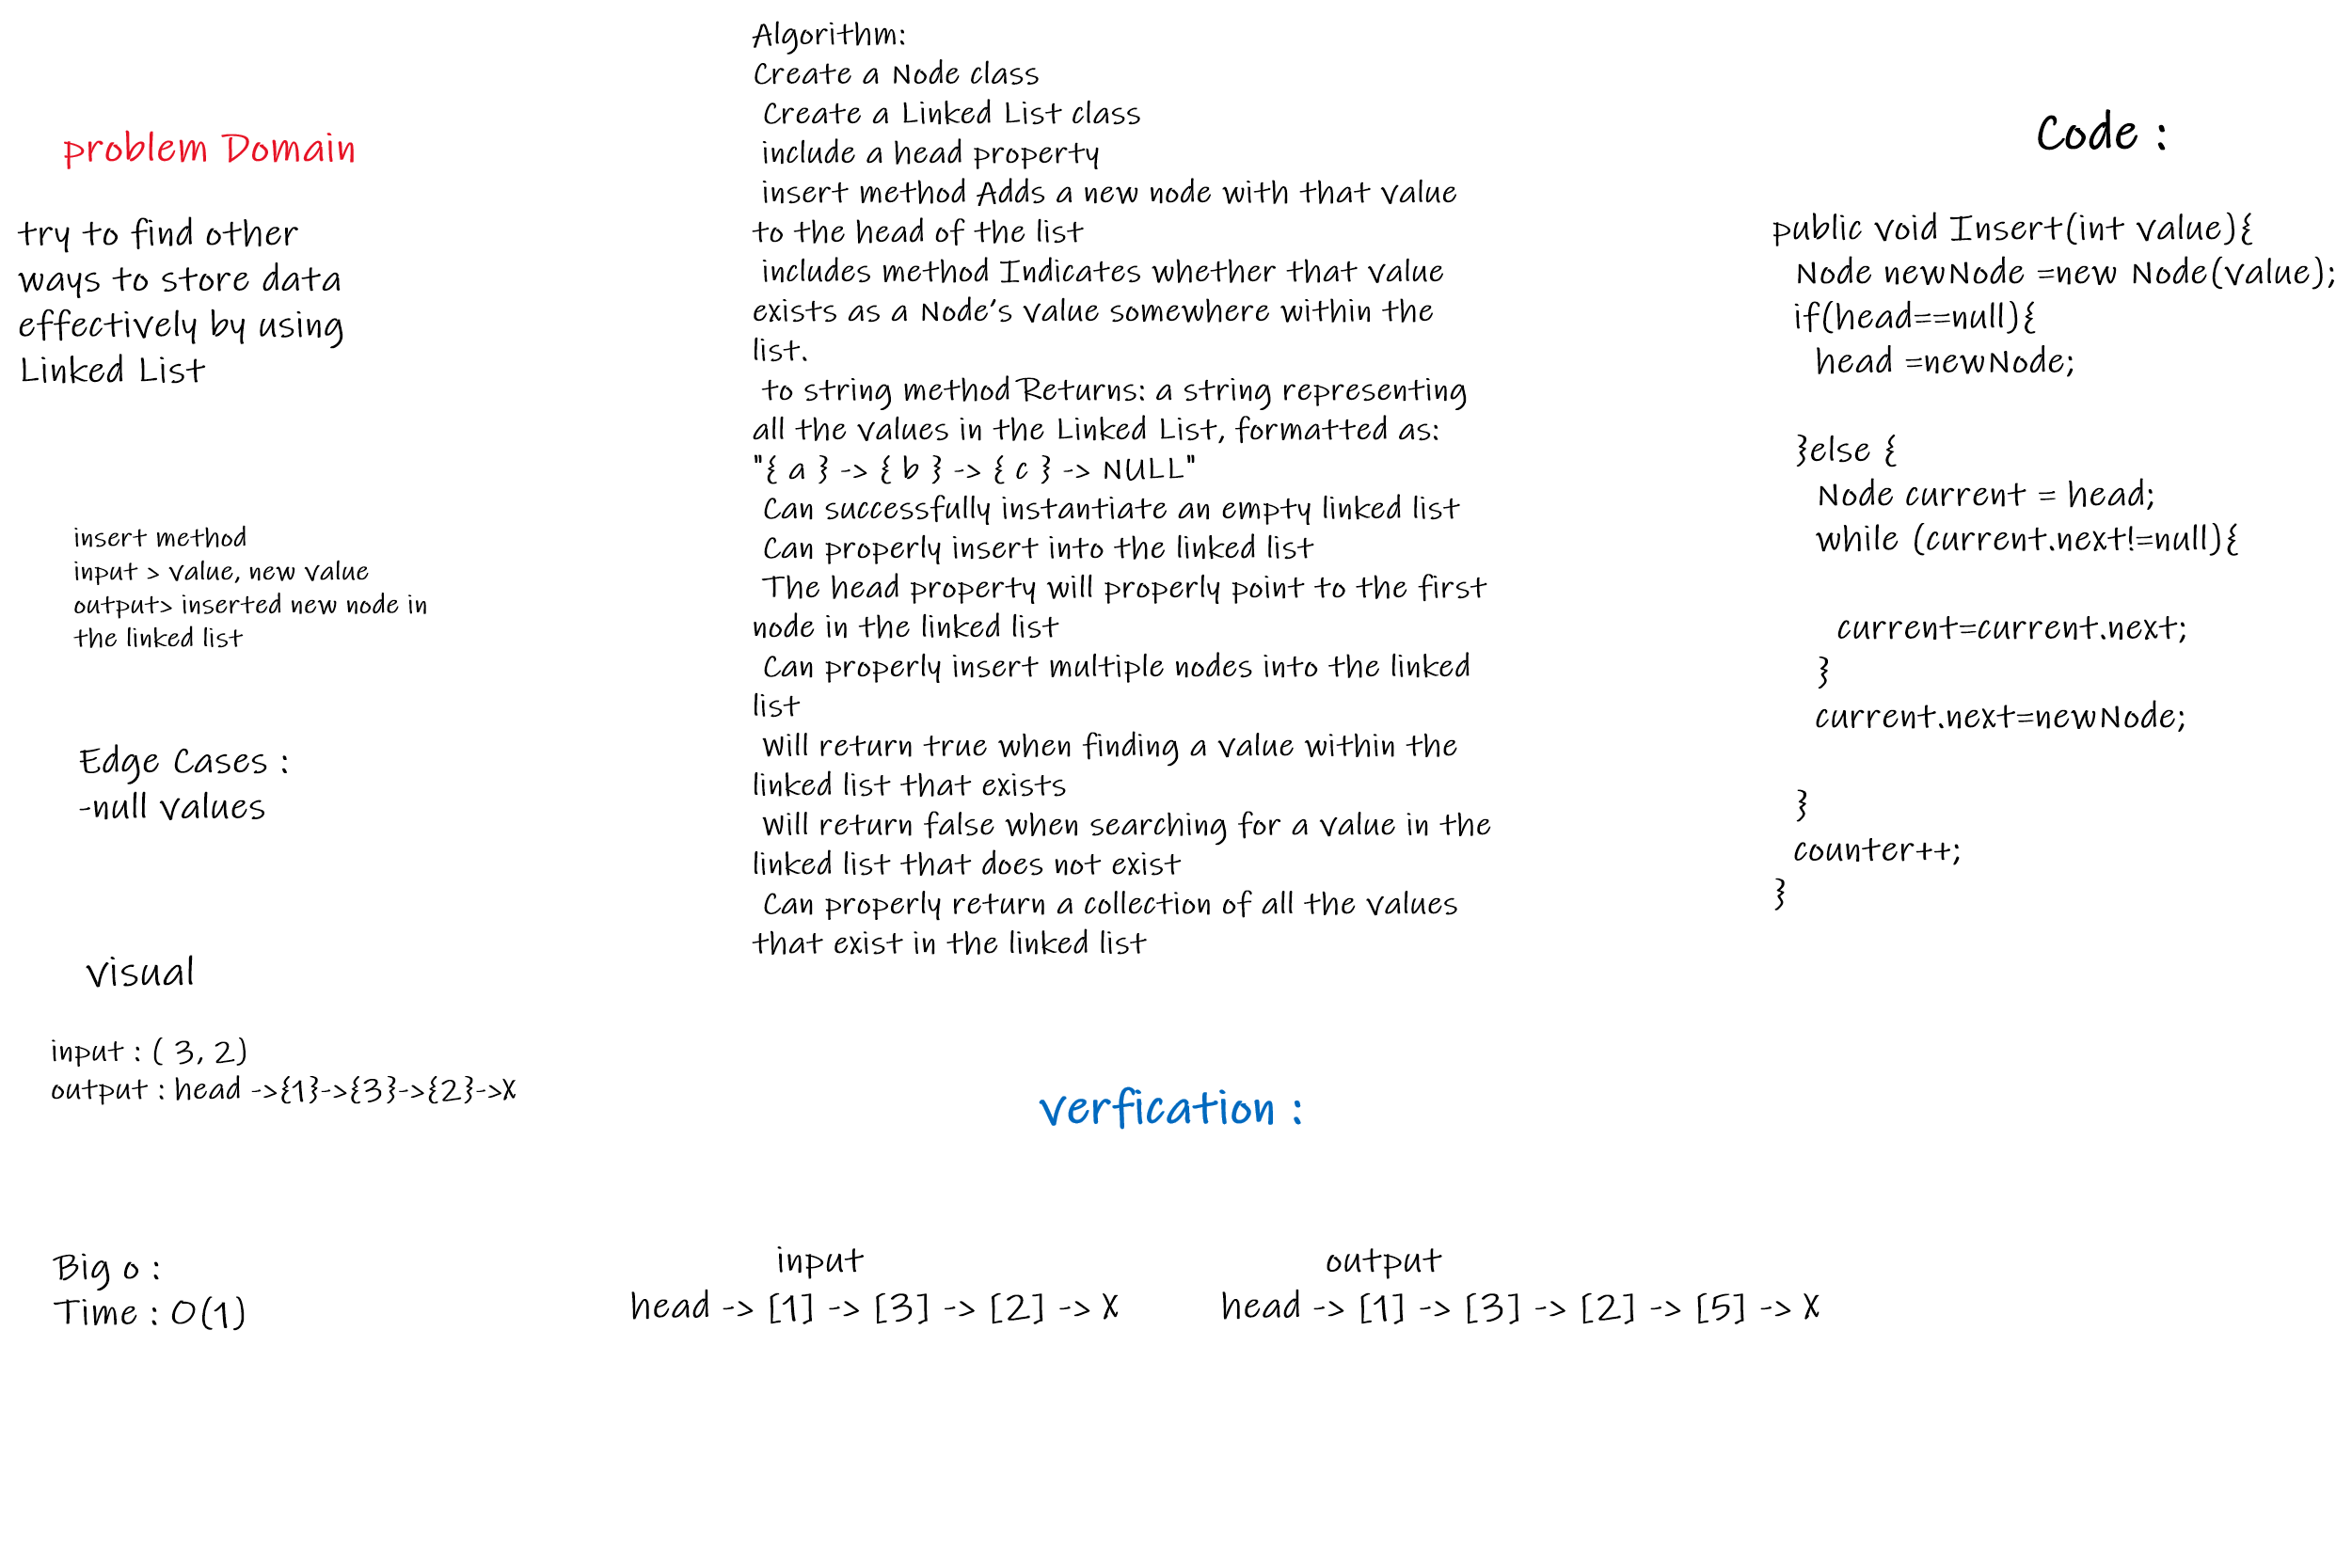 problem Domain
try to find other
ways to store data
effectively by using
Linked List
insert method
input > value, new value
output> inserted new node in
the linked list
Edge Cases :
-null values
visual
input : ( 3, 2)
output : head ->{1}->{3}->{2}->X
Big o :
Time : O(1)
Algorithm:
Create a Node class
Create a Linked List class
include a head property
insert method Adds a new node with that value
to the head of the list
includes method Indicates whether that value
exists as a Node's value somewhere within the
list.
to string method Returns: a string representing
all the values in the Linked List, formatted as:
"{ a } -> { b } -> { c } -> NULL"
Can successfully instantiate an empty linked list
Can properly insert into the linked list
The head property will properly point to the first
node in the linked list
Can properly insert multiple nodes into the linked
list
Will return true when finding a value within the
linked list that exists
Will return false when searching for a value in the
linked list that does not exist
Can properly return a collection of all the values
that exist in the linked list
Code :
public void Insert(int value){
Node newNode =new Node(value);
if(head==null){
head =newNode;
}else {
Node current = head;
while (current.next!=null){
current=current.next;
}
current.next=newNode;
}
counter++;
}
verfication :
input
head -> [1] -> [3] -> [2] -> X
output
head -> [1] -> [3] -> [2] -> [5] -> X